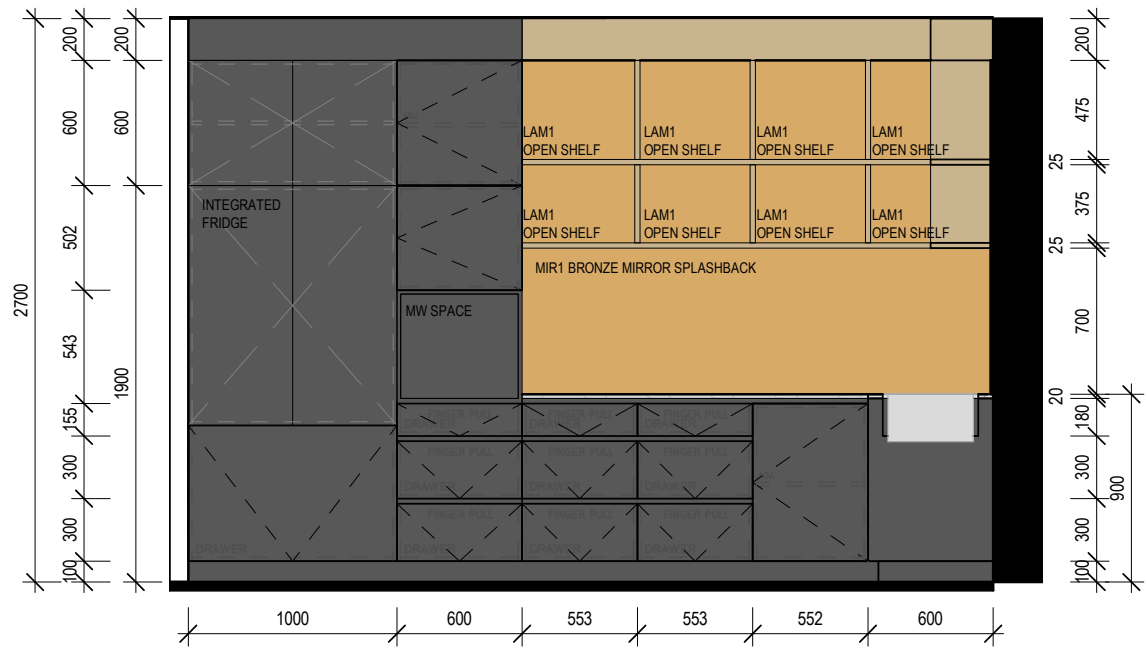 200
200
200
600
600
475
LAM1
OPEN SHELF
LAM1
OPEN SHELF
LAM1
OPEN SHELF
LAM1
OPEN SHELF
25
INTEGRATED
FRIDGE
502
375
LAM1
OPEN SHELF
LAM1
OPEN SHELF
LAM1
OPEN SHELF
LAM1
OPEN SHELF
25
MIR1 BRONZE MIRROR SPLASHBACK
2700
MW SPACE
543
700
1900
20
155
FINGER PULL
FINGER PULL
FINGER PULL
DRAWER
DRAWER
DRAWER
180
300
FINGER PULL
FINGER PULL
FINGER PULL
DRAWER
DRAWER
DRAWER
300
900
300
FINGER PULL
FINGER PULL
FINGER PULL
DRAWER
DRAWER
DRAWER
DRAWER
300
100
100
1000
600
553
553
552
600